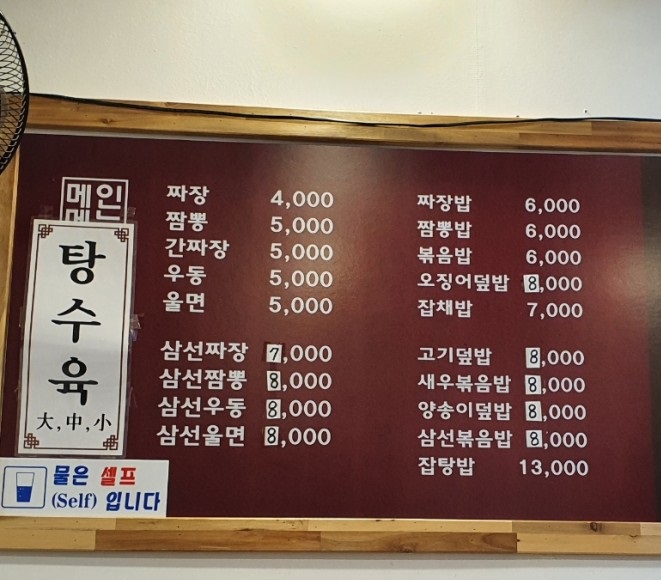 메인
탕수육
大, 中, 小
물은 셀프
(Self) 입니다
짜장 4,000
짬뽕 5,000
간짜장 5,000
우동 5,000
울면 5,000
삼선짜장 7,000
삼선짬뽕 8,000
삼선우동 8,000
삼선울면 8,000
짜장밥 6,000
짬뽕밥 6,000
볶음밥 6,000
오징어덮밥 8,000
잡채밥 7,000
고기덮밥 8,000
새우볶음밥 8,000
양송이덮밥 8,000
삼선볶음밥 8,000
잡탕밥 13,000